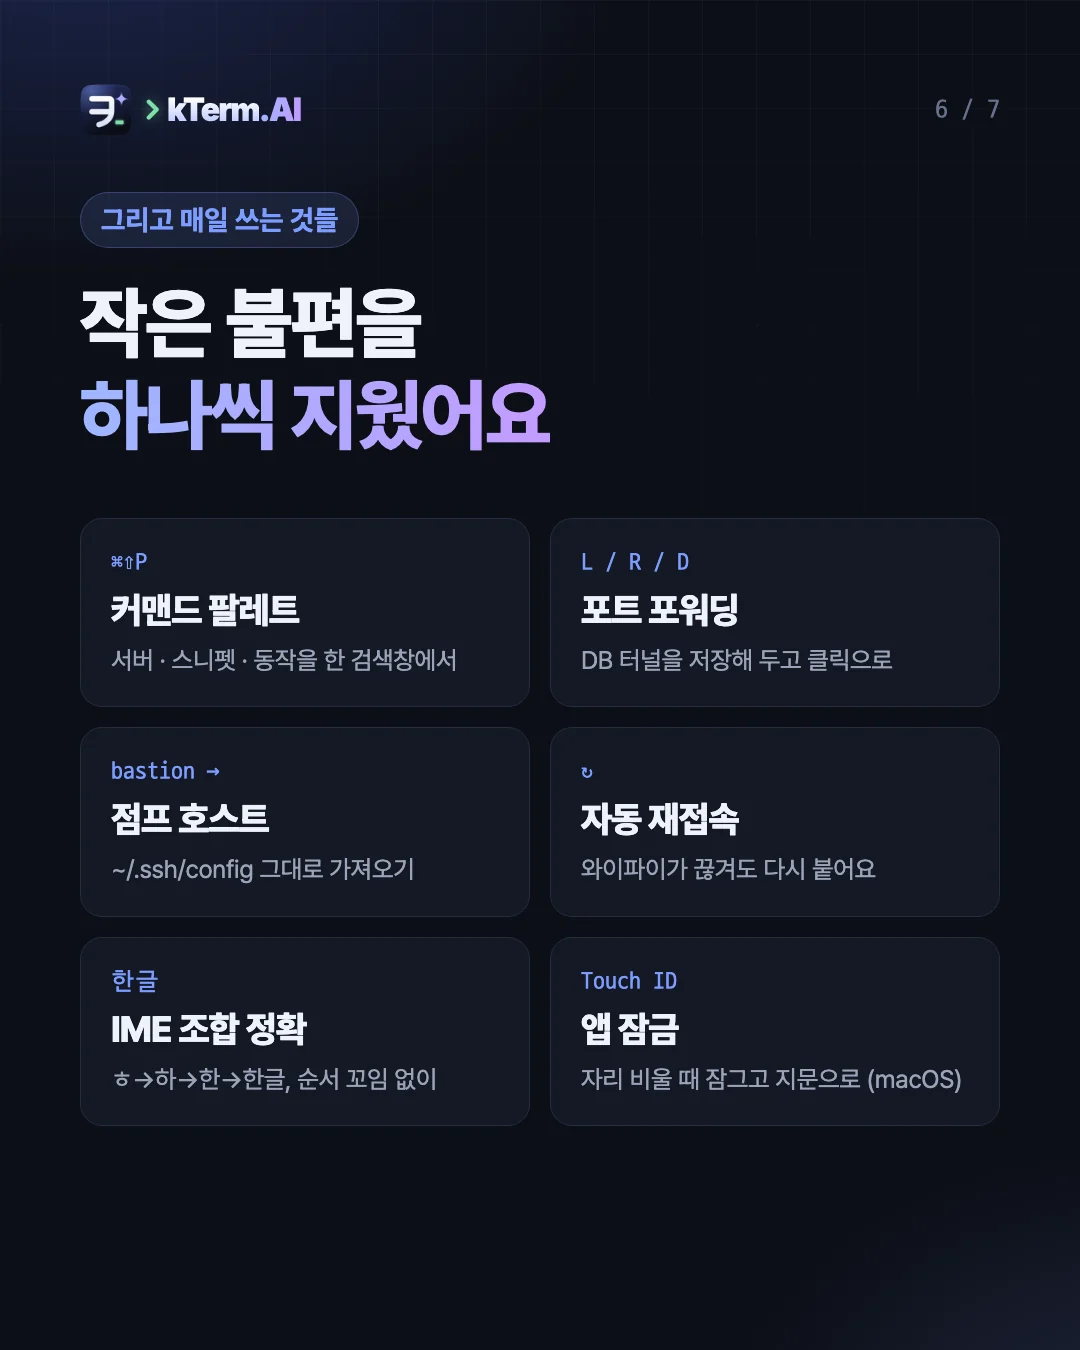 ㅋ
kTerm.AI
6 / 7
그리고 매일 쓰는 것들
작은 불편을
하나씩 지웠어요
⌘⇧P
커맨드 팔레트
서버 · 스니펫 · 동작을 한 검색창에서
L / R / D
포트 포워딩
DB 터널을 저장해 두고 클릭으로
bastion →
점프 호스트
~/.ssh/config 그대로 가져오기
↻
자동 재접속
와이파이가 끊겨도 다시 붙어요
한글
IME 조합 정확
ㅎ→하→한→한글, 순서 꼬임 없이
Touch ID
앱 잠금
자리 비울 때 잠그고 지문으로 (macOS)